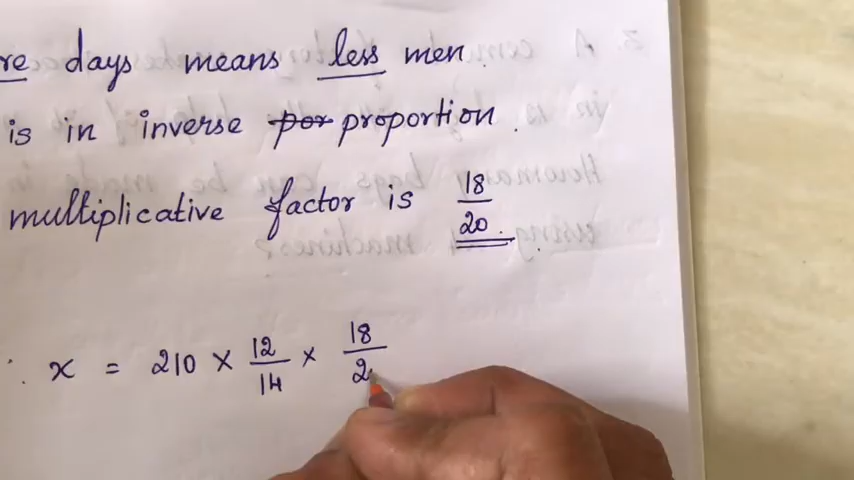 re days means less men.
is in inverse por proportion.
multiplicative factor is 18
20.
∴ x = 210 × 12/14 × 18/2